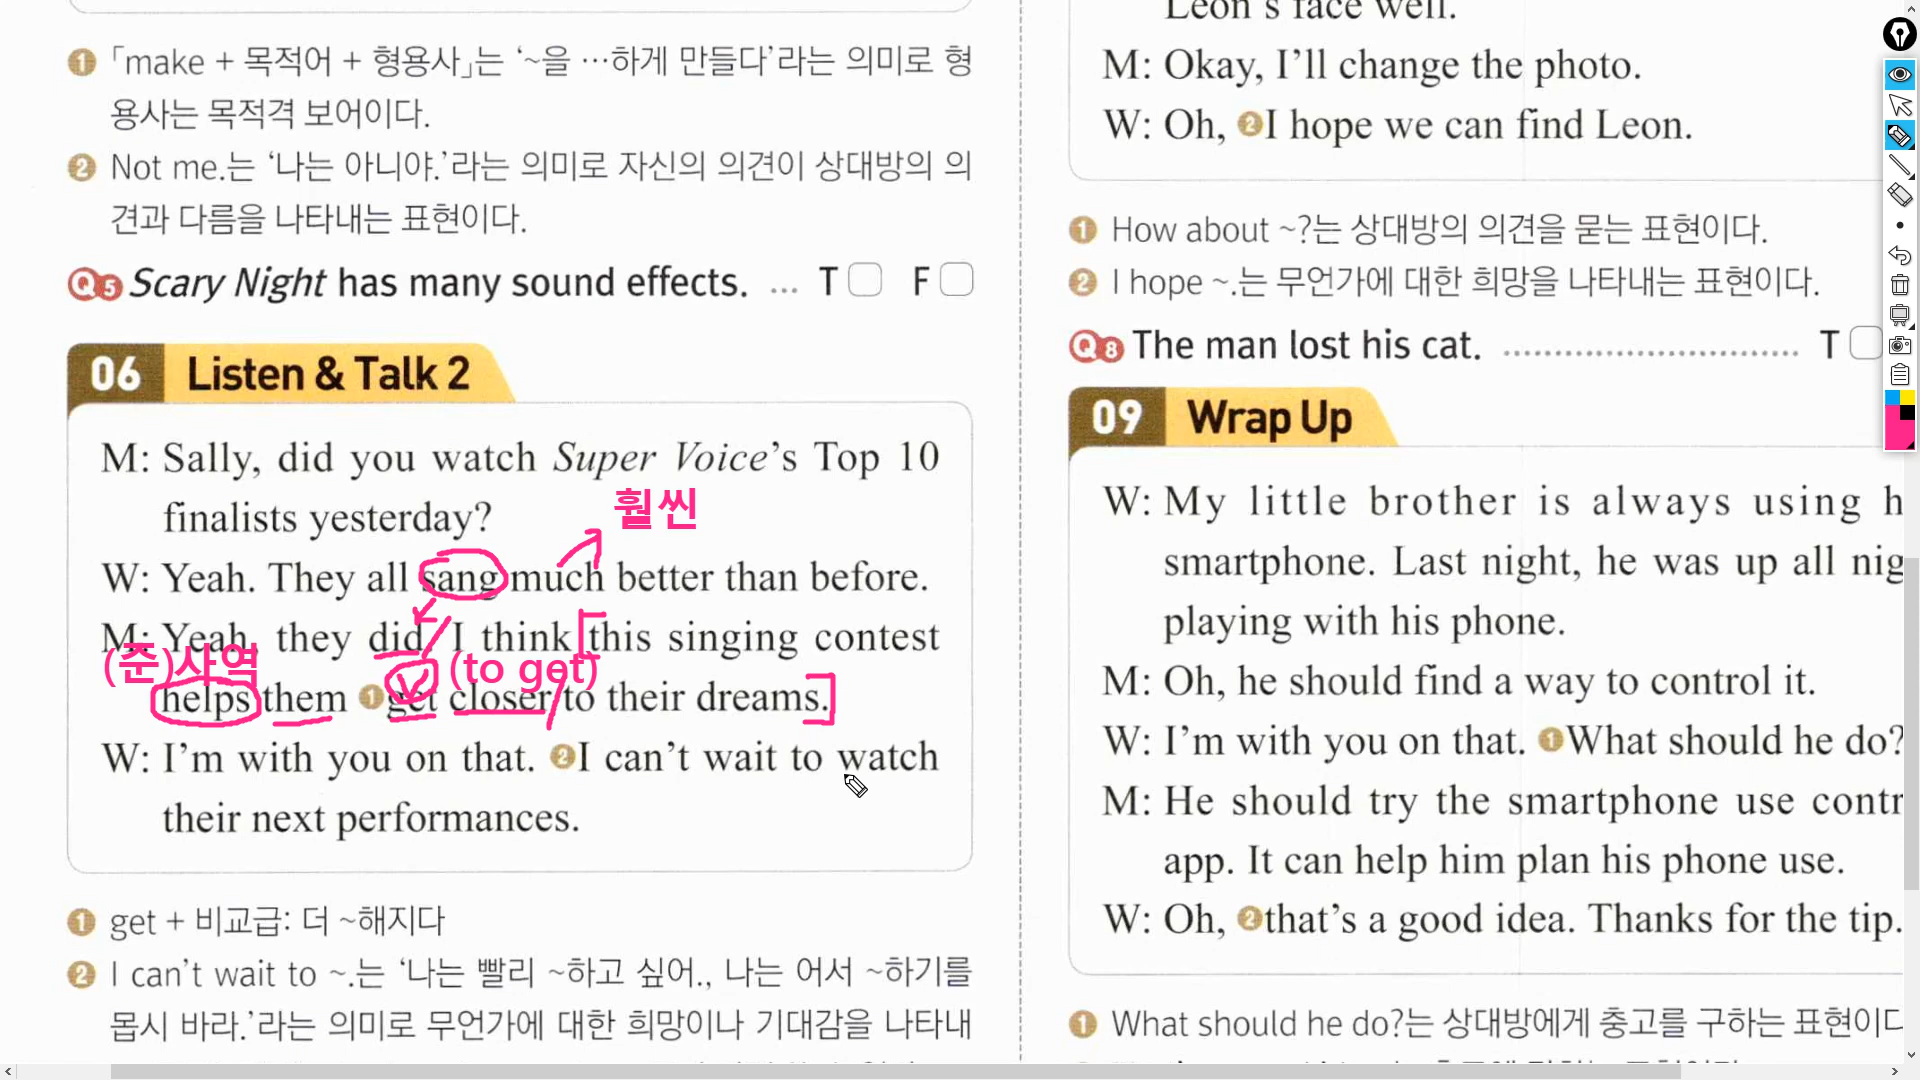 ❶ 「make + 목적어 + 형용사」는 ‘~을 …하게 만들다’라는 의미로 형
용사는 목적격 보어이다.
❷ Not me.는 ‘나는 아니야.’라는 의미로 자신의 의견이 상대방의 의
견과 다름을 나타내는 표현이다.
Q5 Scary Night has many sound effects. ... T F
06 Listen & Talk 2
M: Sally, did you watch Super Voice’s Top 10
finalists yesterday?
훨씬
W: Yeah. They all sang much better than before.
M: Yeah, they did. I think this singing contest
(준)사역 (to get)
helps them ❶get closer to their dreams.
W: I’m with you on that. ❷I can’t wait to watch
their next performances.
❶ get + 비교급: 더 ~해지다
❷ I can’t wait to ~.는 ‘나는 빨리 ~하고 싶어., 나는 어서 ~하기를
몹시 바라.’라는 의미로 무언가에 대한 희망이나 기대감을 나타내
Leon’s face well.
M: Okay, I’ll change the photo.
W: Oh, ❷I hope we can find Leon.
❶ How about ~?는 상대방의 의견을 묻는 표현이다.
❷ I hope ~.는 무언가에 대한 희망을 나타내는 표현이다.
Q8 The man lost his cat. ........ T
09 Wrap Up
W: My little brother is always using h
smartphone. Last night, he was up all nig
playing with his phone.
M: Oh, he should find a way to control it.
W: I’m with you on that. ❶What should he do?
M: He should try the smartphone use contr
app. It can help him plan his phone use.
W: Oh, ❷that’s a good idea. Thanks for the tip.
❶ What should he do?는 상대방에게 충고를 구하는 표현이다